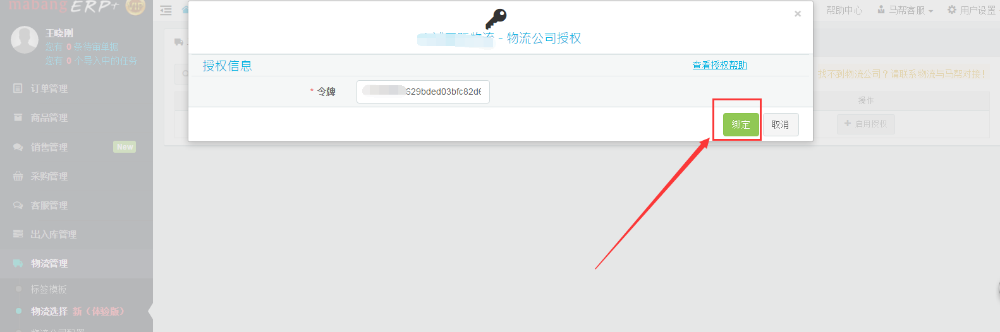 mabang ERP+
王晓刚
您有 0 条待审单据
您有 0 个导入中的任务
订单管理
商品管理
销售管理 New
采购管理
客服管理
出入库管理
物流管理
标签模板
物流选择 新（体验版）
物流公司配置
- 物流公司授权
×
授权信息
查看授权帮助
* 令牌
629bded03bfc82d6
绑定
取消
帮助中心
马帮客服
用户设置
找不到物流公司？请联系物流与马帮对接！
操作
+ 启用授权